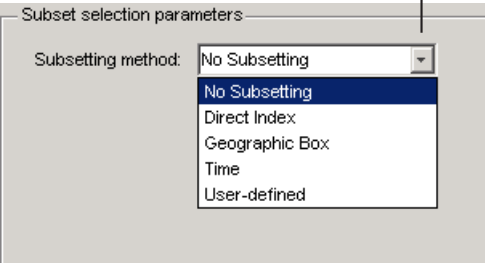 Subset selection parameters
Subsetting method: No Subsetting
No Subsetting
Direct Index
Geographic Box
Time
User-defined